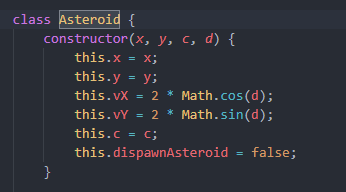 class Asteroid {
constructor(x, y, c, d) {
this.x = x;
this.y = y;
this.vX = 2 * Math.cos(d);
this.vY = 2 * Math.sin(d);
this.c = c;
this.dispawnAsteroid = false;
}